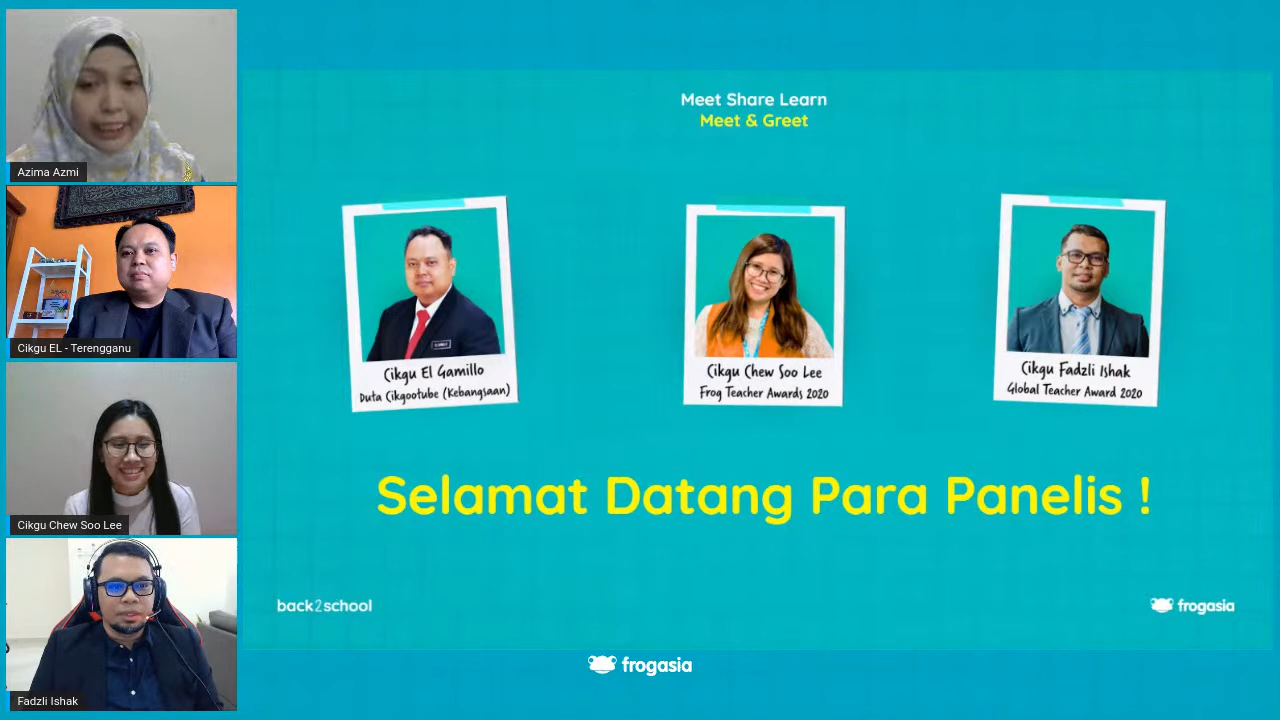 Azima Azmi
Cikgu EL - Terengganu
Cikgu Chew Soo Lee
Fadzli Ishak
Meet Share Learn
Meet & Greet
Cikgu El Gamillo
Duta Cikgootube (Kebangsaan)
Cikgu Chew Soo Lee
Frog Teacher Awards 2020
Cikgu Fadzli Ishak
Global Teacher Award 2020
Selamat Datang Para Panelis !
back2school
frogasia
frogasia